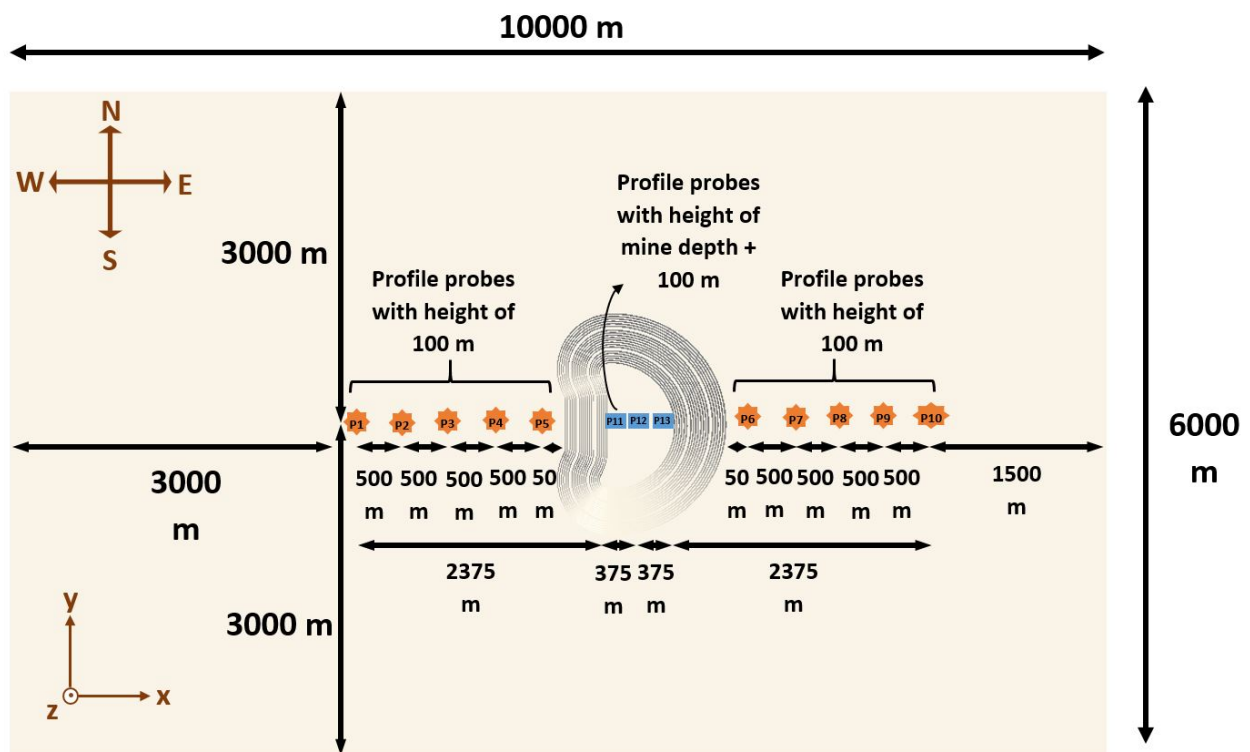 10000 m
N
W
E
S
3000 m
Profile probes
with height of
mine depth +
100 m
Profile probes
with height of
100 m
Profile probes
with height of
100 m
P1
P2
P3
P4
P5
P11
P12
P13
P6
P7
P8
P9
P10
6000
m
3000
m
500
m
500
m
500
m
500
m
50
m
50
m
500
m
500
m
500
m
500
m
1500
m
2375
m
375
m
375
m
2375
m
3000 m
y
x
z